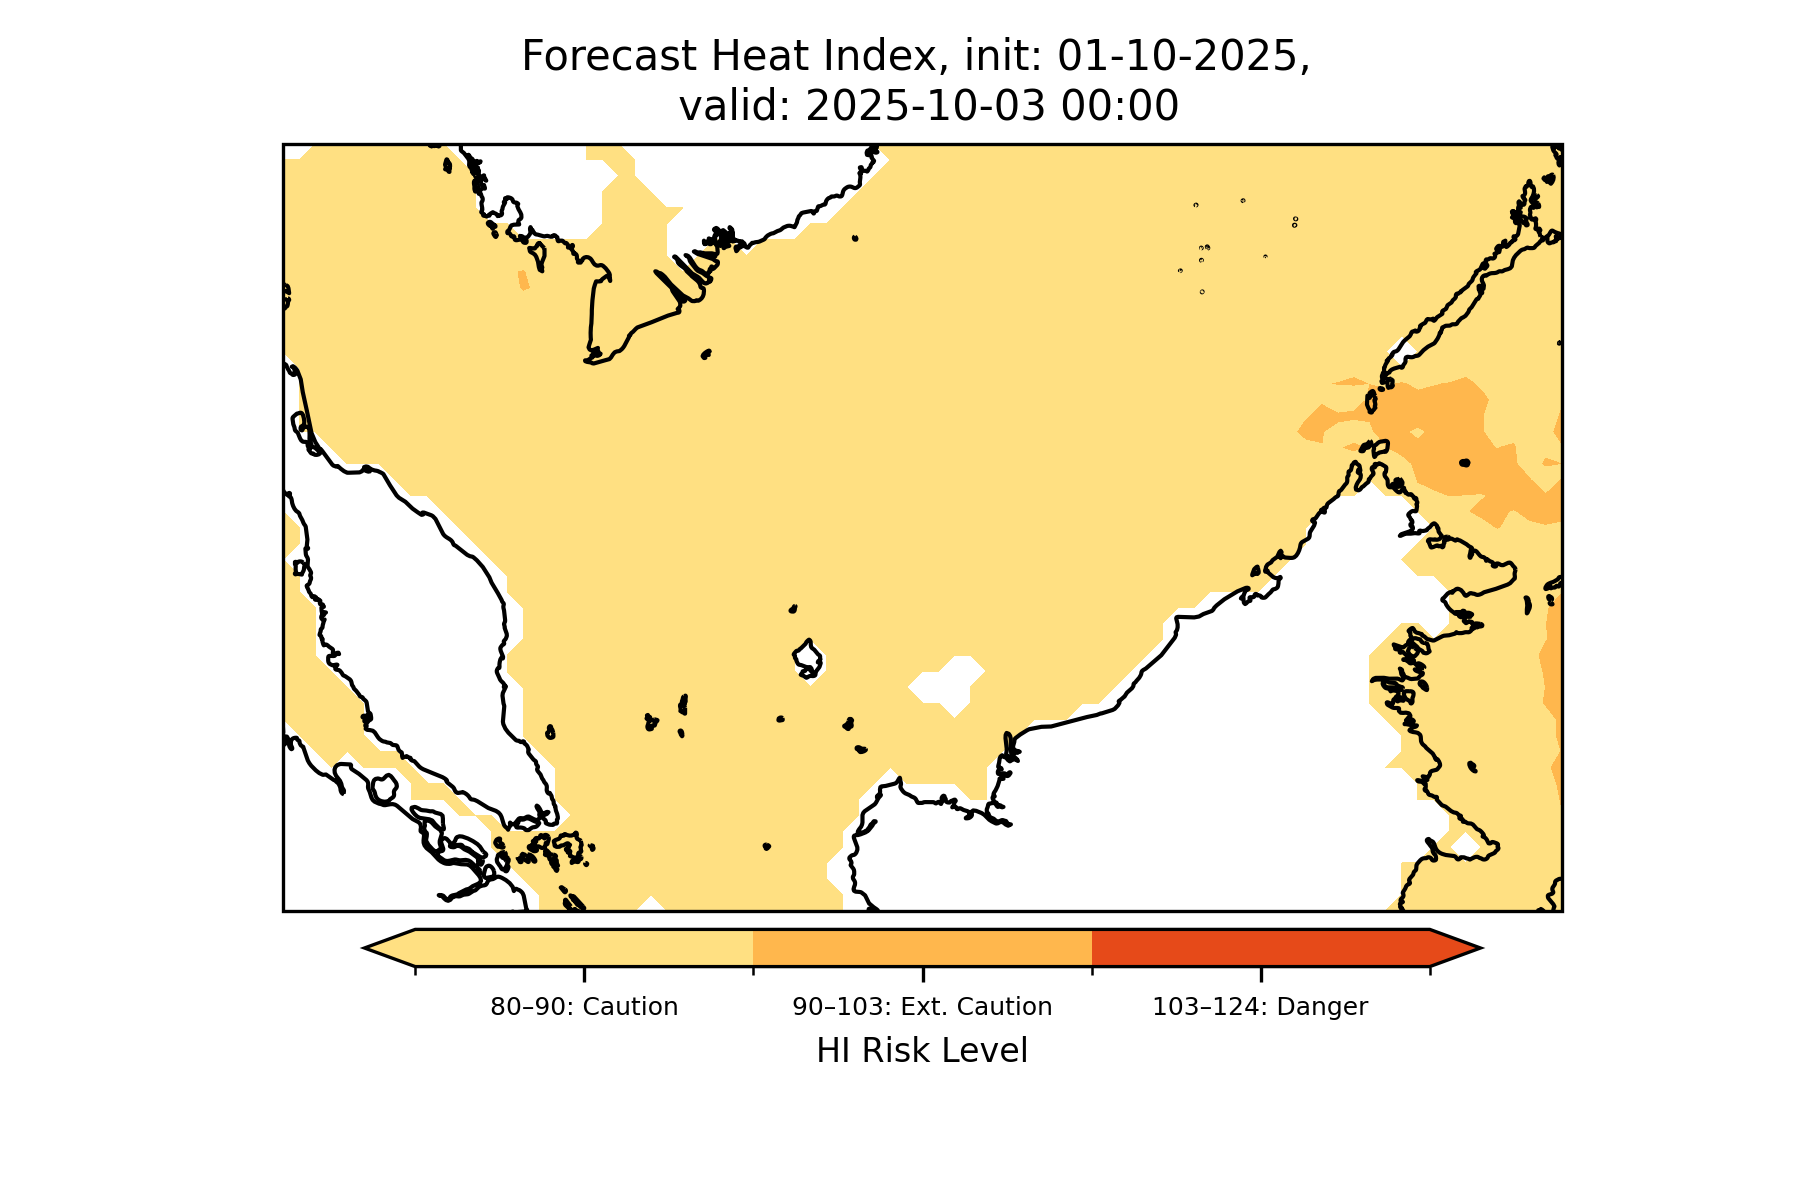 Forecast Heat Index, init: 01-10-2025,
valid: 2025-10-03 00:00
80–90: Caution
90–103: Ext. Caution
103–124: Danger
HI Risk Level